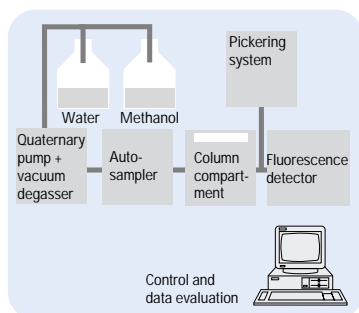 Pickering
system
Water
Methanol
Quaternary
pump +
vacuum
degasser
Auto-
sampler
Column
compart-
ment
Fluorescence
detector
Control and
data evaluation